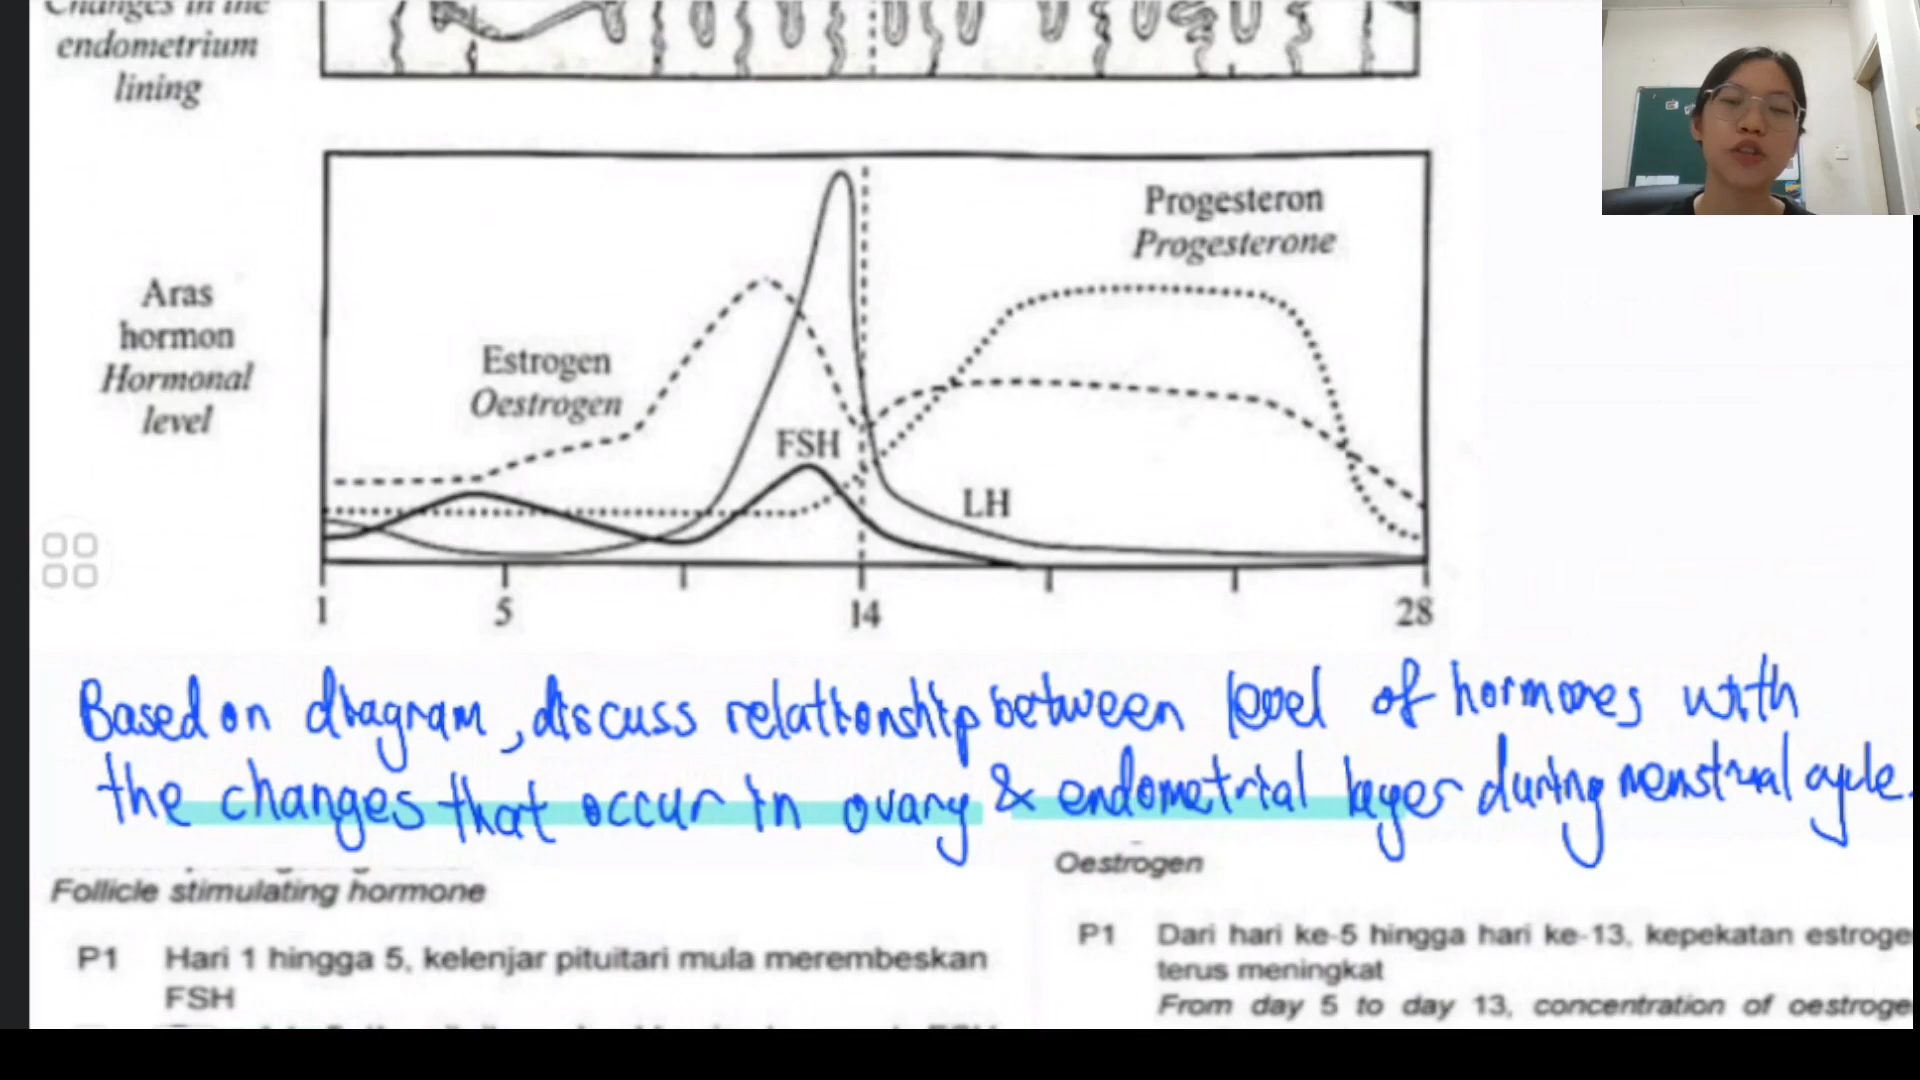 Changes in the
endometrium
lining
Progesteron
Progesterone
Aras
hormon
Hormonal
level
Estrogen
Oestrogen
FSH
LH
1 5 14 28
Based on diagram, discuss relationship between level of hormones with
the changes that occur in ovary & endometrial layer during menstrual cycle.
Follicle stimulating hormone
P1 Hari 1 hingga 5, kelenjar pituitari mula merembeskan
FSH
Oestrogen
P1 Dari hari ke-5 hingga hari ke-13, kepekatan estroge
terus meningkat
From day 5 to day 13, concentration of oestroge